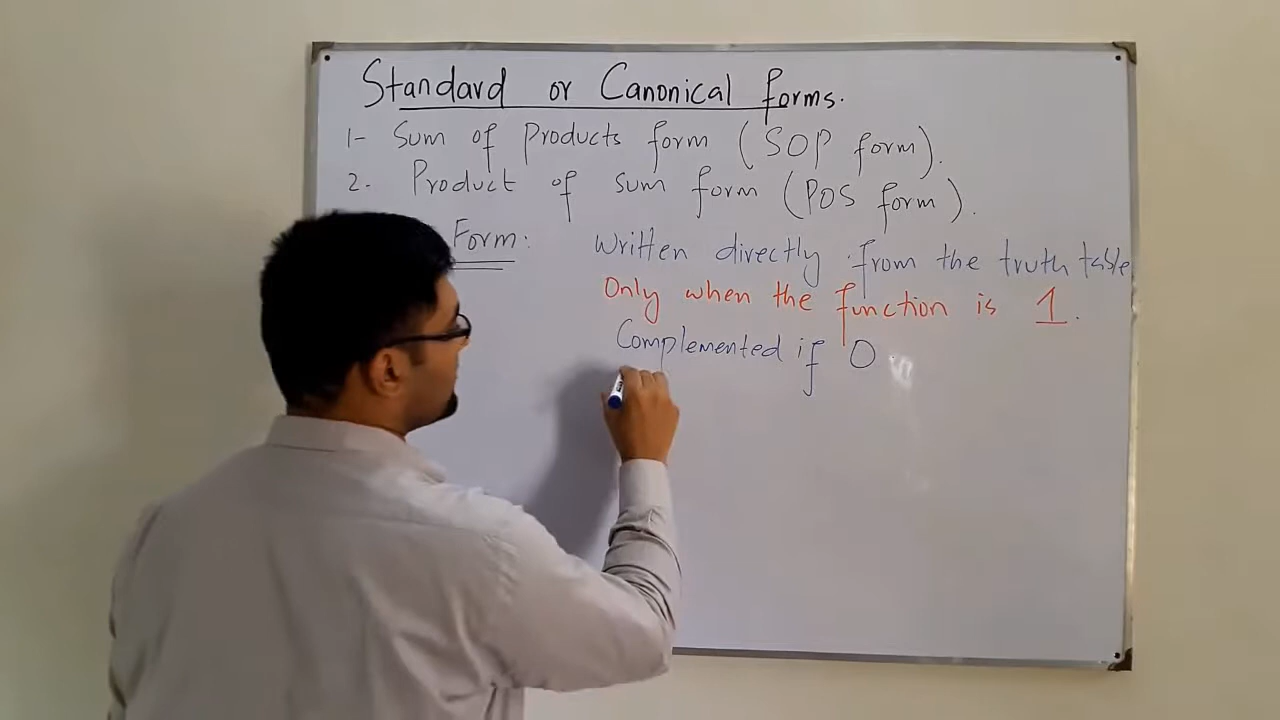 Standard or Canonical forms.
1- Sum of Products form (SOP form).
2- Product of sum form (POS form).
Form: Written directly from the truth table
Only when the function is 1.
Complemented if 0.